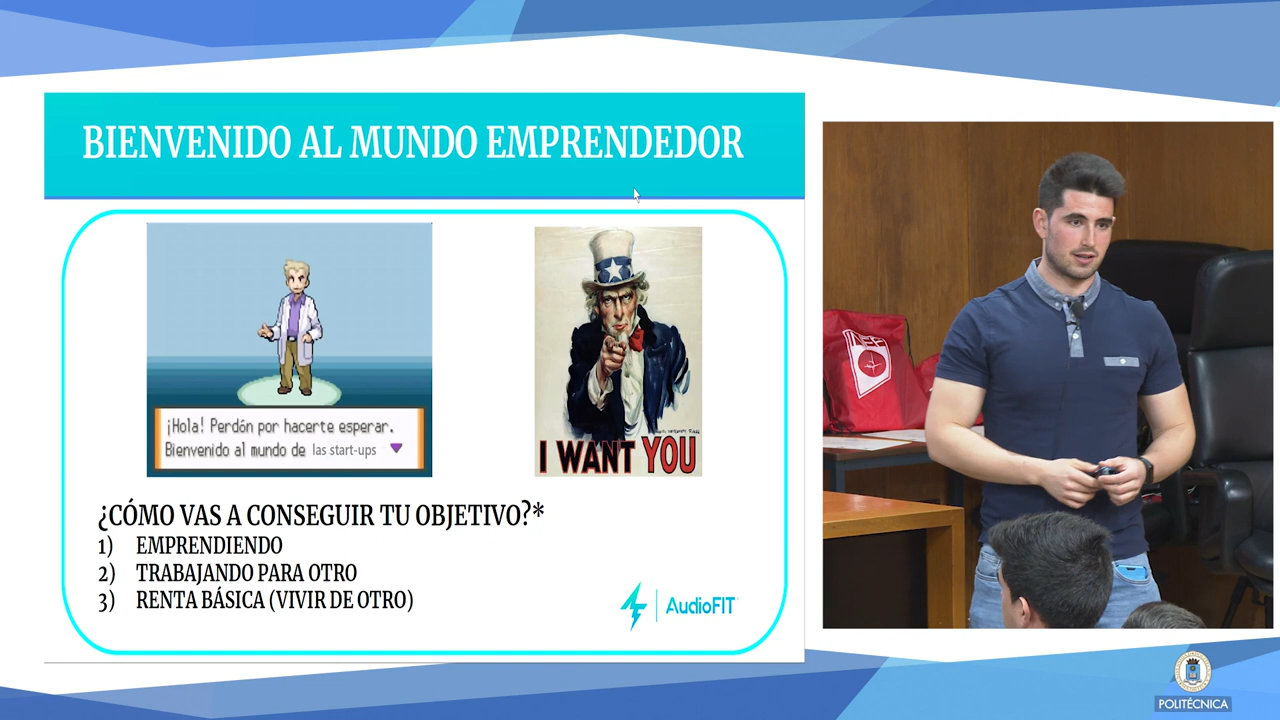 BIENVENIDO AL MUNDO EMPRENDEDOR
¡Hola! Perdón por hacerte esperar.
Bienvenido al mundo de las start-ups
I WANT YOU
¿CÓMO VAS A CONSEGUIR TU OBJETIVO?*
1) EMPRENDIENDO
2) TRABAJANDO PARA OTRO
3) RENTA BÁSICA (VIVIR DE OTRO)
AudioFIT
INEF
POLITÉCNICA